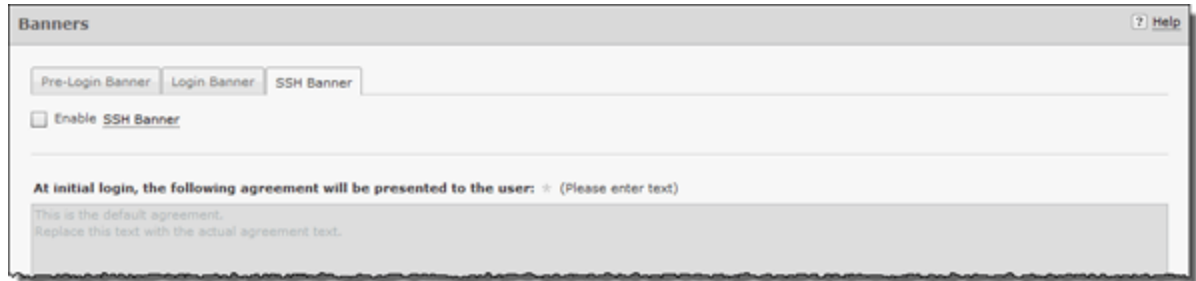 Banners
? Help
Pre-Login Banner Login Banner SSH Banner
Enable SSH Banner
At initial login, the following agreement will be presented to the user: * (Please enter text)
This is the default agreement.
Replace this text with the actual agreement text.